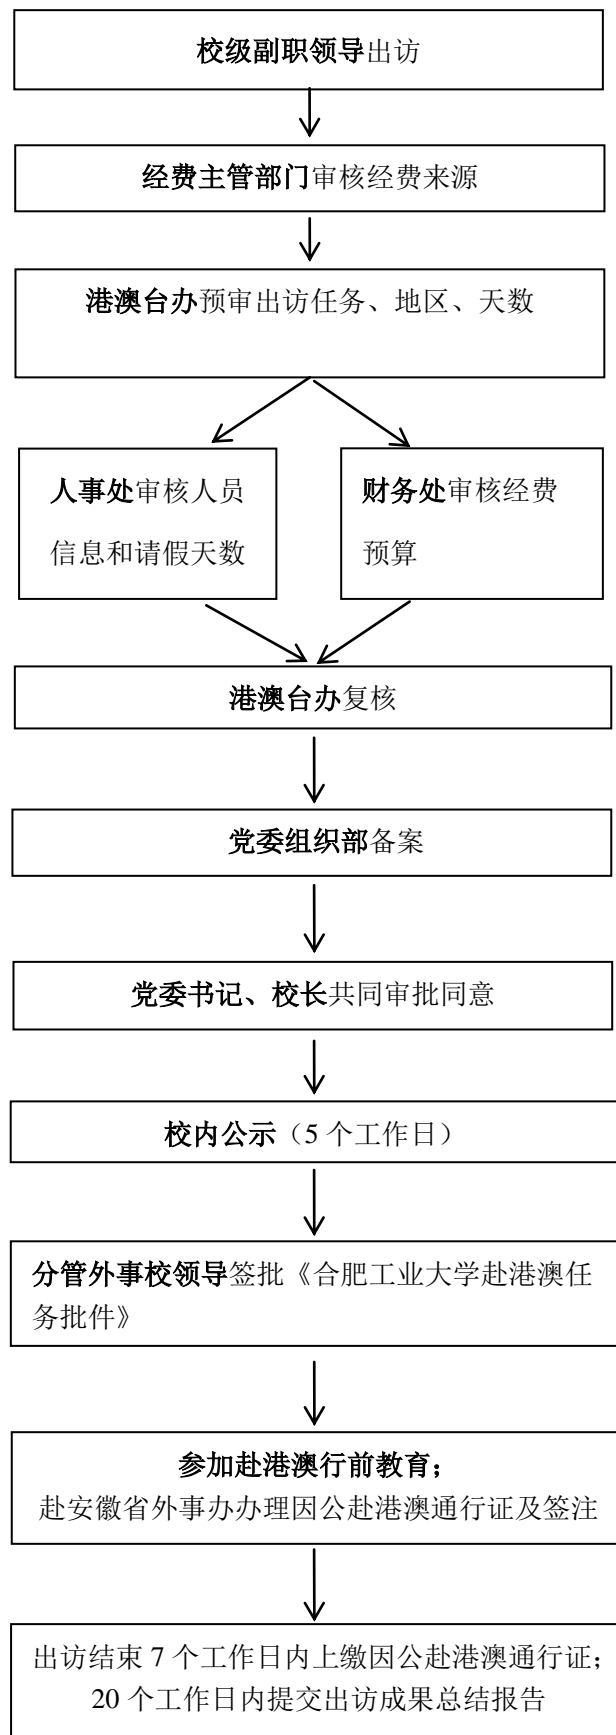 校级副职领导出访
经费主管部门审核经费来源
港澳台办预审出访任务、地区、天数
人事处审核人员
信息和请假天数
财务处审核经费
预算
港澳台办复核
党委组织部备案
党委书记、校长共同审批同意
校内公示（5 个工作日）
分管外事校领导签批《合肥工业大学赴港澳任
务批件》
参加赴港澳行前教育；
赴安徽省外事办办理因公赴港澳通行证及签注
出访结束 7 个工作日内上缴因公赴港澳通行证；
20 个工作日内提交出访成果总结报告